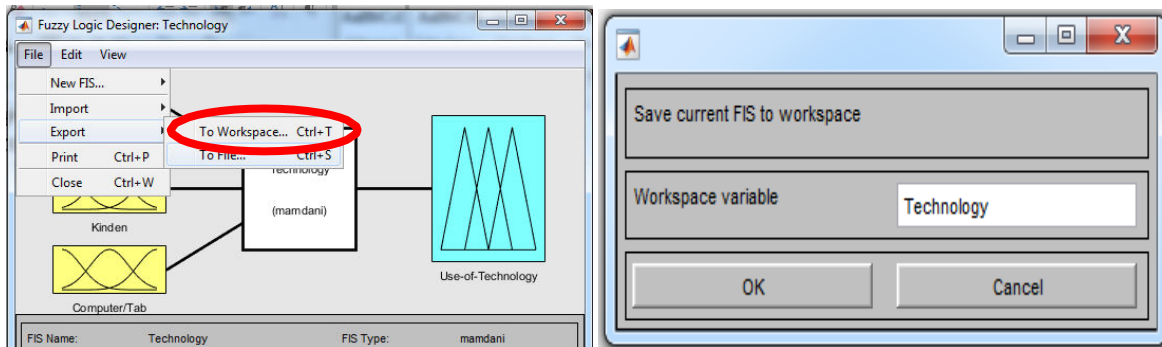 Fuzzy Logic Designer: Technology
File Edit View
New FIS...
Import
Export
To Workspace... Ctrl+T
Print Ctrl+P
To File... Ctrl+S
Close Ctrl+W
Technology
(mamdani)
Kinden
Computer/Tab
Use-of-Technology
FIS Name: Technology FIS Type: mamdani
Save current FIS to workspace
Workspace variable Technology
OK Cancel